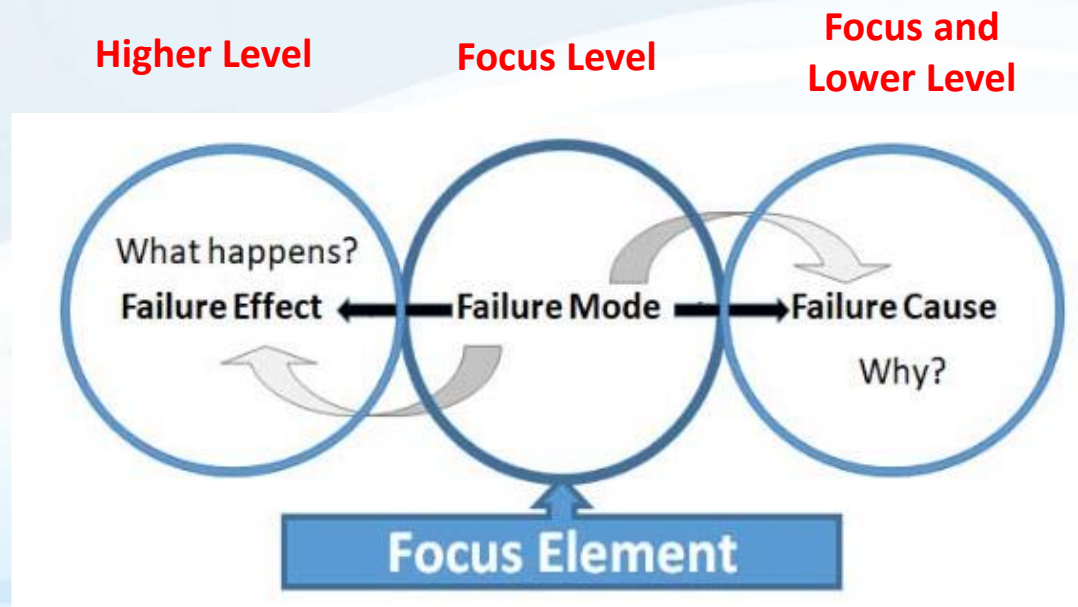 Higher Level
Focus Level
Focus and
Lower Level
What happens?
Failure Effect
Failure Mode
Failure Cause
Why?
Focus Element